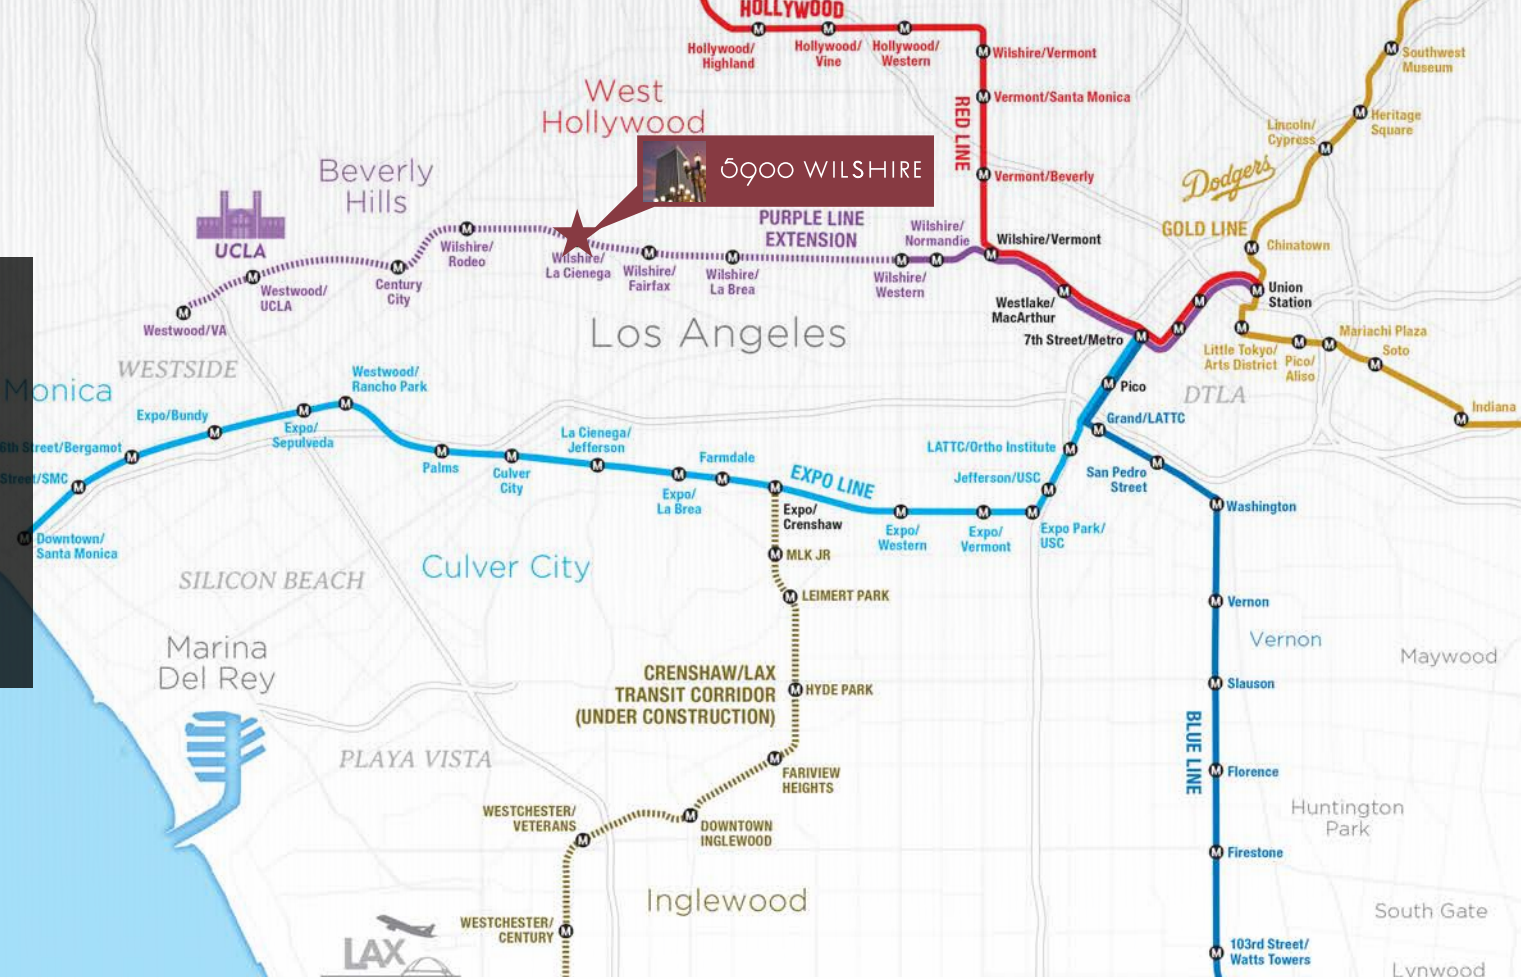 HOLLYWOOD
Hollywood/
Highland
Hollywood/
Vine
Hollywood/
Western
Wilshire/Vermont
Vermont/Santa Monica
RED LINE
Vermont/Beverly
Southwest
Museum
Heritage
Square
Lincoln/
Cypress
Dodgers
GOLD LINE
Chinatown
West
Hollywood
5900 WILSHIRE
Beverly
Hills
UCLA
PURPLE LINE
EXTENSION
Wilshire/
Normandie
Wilshire/Vermont
Wilshire/
Rodeo
Wilshire/
La Cienega
Wilshire/
Fairfax
Wilshire/
La Brea
Wilshire/
Western
Century
City
Westwood/
UCLA
Westwood/VA
Westlake/
MacArthur
7th Street/Metro
Union
Station
Los Angeles
Little Tokyo/
Arts District
Pico/
Aliso
Mariachi Plaza
Soto
Indiana
DTLA
WESTSIDE
Monica
Westwood/
Rancho Park
Expo/Bundy
Expo/
Sepulveda
6th Street/Bergamot
Street/SMC
Downtown/
Santa Monica
Palms
Culver
City
La Cienega/
Jefferson
Expo/
La Brea
Farmdale
EXPO LINE
Expo/
Crenshaw
Expo/
Western
Expo/
Vermont
Expo Park/
USC
Jefferson/USC
LATTC/Ortho Institute
Pico
Grand/LATTC
San Pedro
Street
Washington
Vernon
Vernon
Maywood
Slauson
BLUE LINE
Florence
Huntington
Park
Firestone
South Gate
103rd Street/
Watts Towers
Lynwood
Culver City
SILICON BEACH
Marina
Del Rey
PLAYA VISTA
MLK JR
LEIMERT PARK
CRENSHAW/LAX
TRANSIT CORRIDOR
(UNDER CONSTRUCTION)
HYDE PARK
FARIVIEW
HEIGHTS
WESTCHESTER/
VETERANS
DOWNTOWN
INGLEWOOD
Inglewood
WESTCHESTER/
CENTURY
LAX